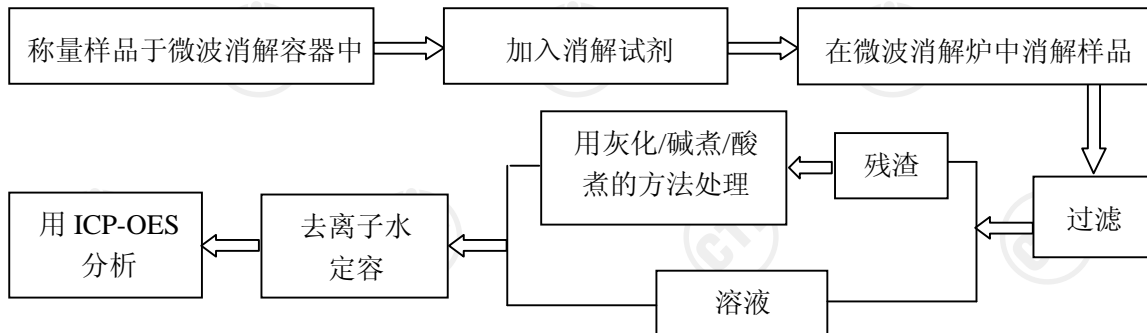 称量样品于微波消解容器中
加入消解试剂
在微波消解炉中消解样品
过滤
残渣
用灰化/碱煮/酸
煮的方法处理
溶液
去离子水
定容
用 ICP-OES
分析